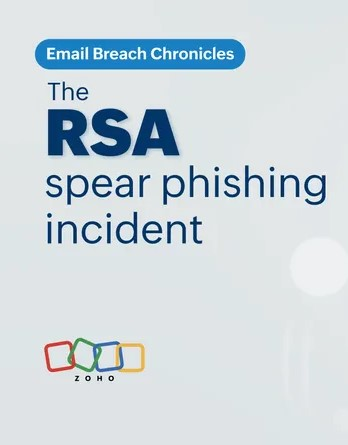 Email Breach Chronicles
The
RSA
spear phishing
incident
ZOHO